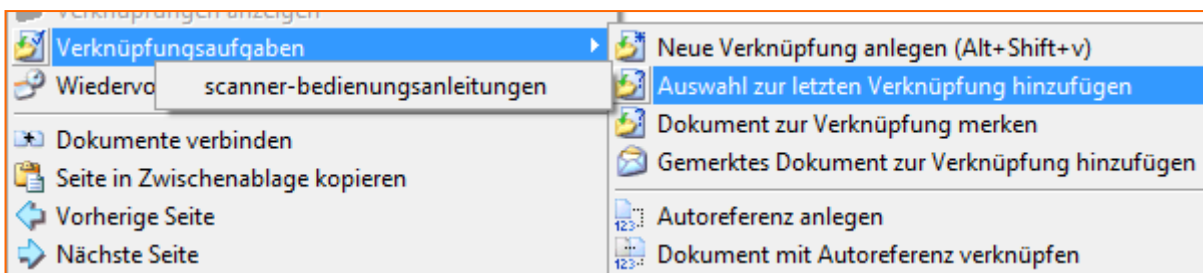 Verknüpfungen anzeigen
Verknüpfungsaufgaben
Wiedervo
scanner-bedienungsanleitungen
Dokumente verbinden
Seite in Zwischenablage kopieren
Vorherige Seite
Nächste Seite
Neue Verknüpfung anlegen (Alt+Shift+v)
Auswahl zur letzten Verknüpfung hinzufügen
Dokument zur Verknüpfung merken
Gemerktes Dokument zur Verknüpfung hinzufügen
Autoreferenz anlegen
Dokument mit Autoreferenz verknüpfen